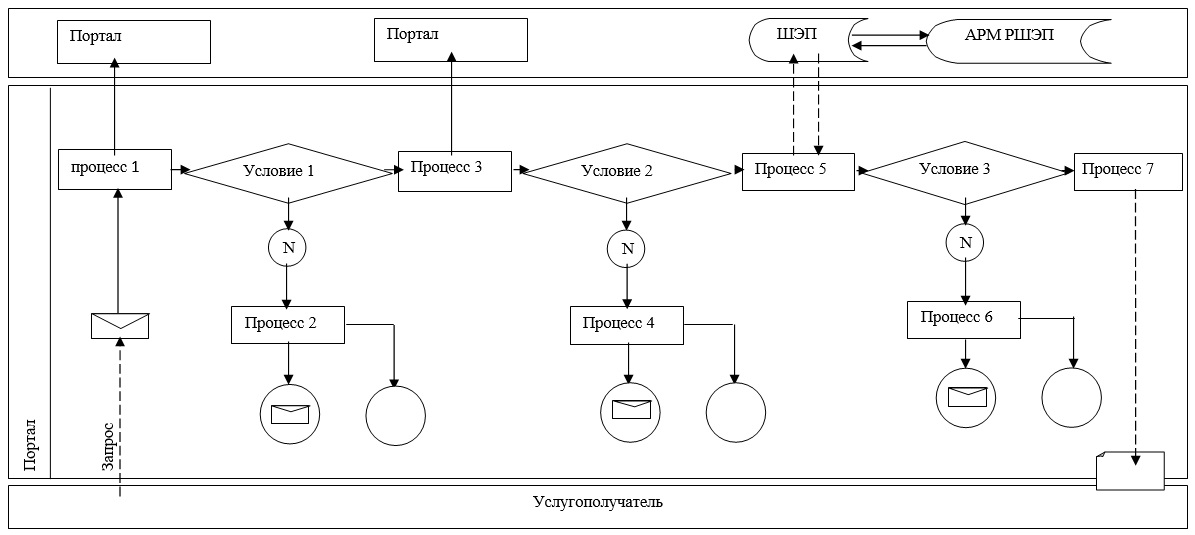 Портал
Портал
ШЭП
АРМ РШЭП
процесс 1
Условие 1
Процесс 3
Условие 2
Процесс 5
Условие 3
Процесс 7
N
N
N
Процесс 2
Процесс 4
Процесс 6
Портал
Запрос
Услугополучатель